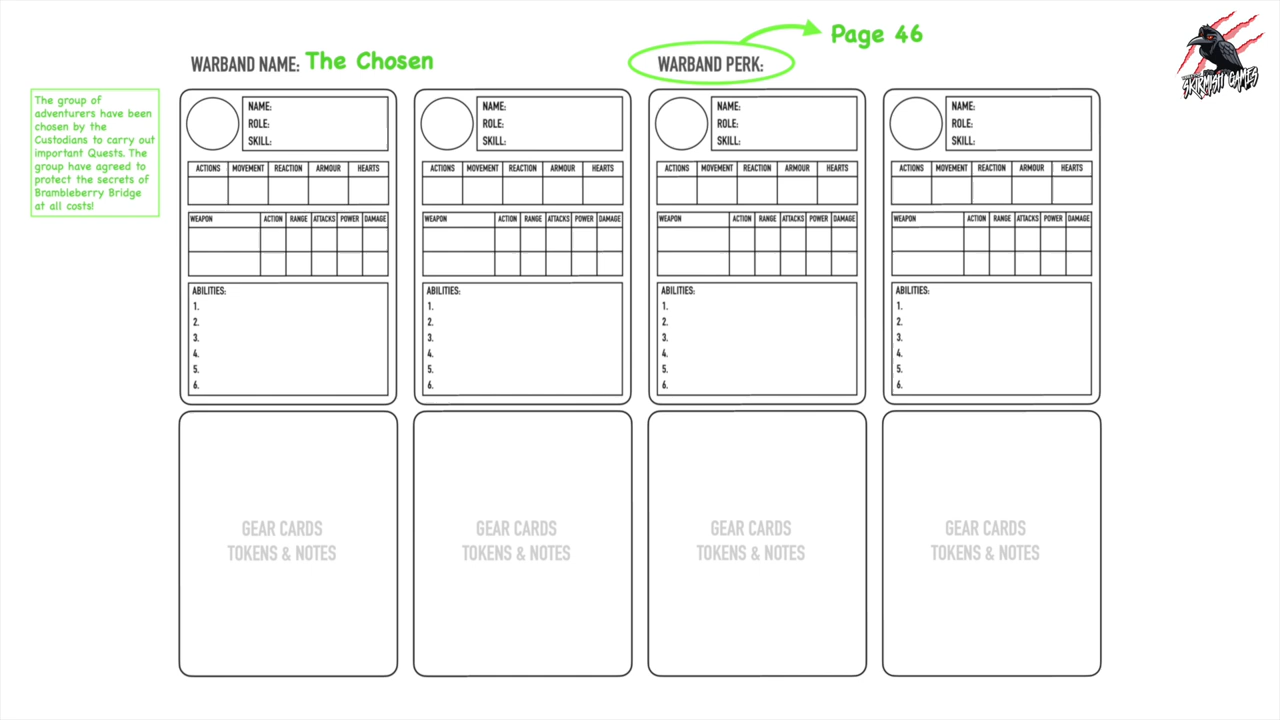 Page 46
WARBAND NAME: The Chosen
WARBAND PERK:
SKIRMISH GAMES
The group of
adventurers have been
chosen by the
Custodians to carry out
important Quests. The
group have agreed to
protect the secrets of
Brambleberry Bridge
at all costs!
NAME:
ROLE:
SKILL:
ACTIONS MOVEMENT REACTION ARMOUR HEARTS
WEAPON ACTION RANGE ATTACKS POWER DAMAGE
ABILITIES:
1.
2.
3.
4.
5.
6.
GEAR CARDS
TOKENS & NOTES
NAME:
ROLE:
SKILL:
ACTIONS MOVEMENT REACTION ARMOUR HEARTS
WEAPON ACTION RANGE ATTACKS POWER DAMAGE
ABILITIES:
1.
2.
3.
4.
5.
6.
GEAR CARDS
TOKENS & NOTES
NAME:
ROLE:
SKILL:
ACTIONS MOVEMENT REACTION ARMOUR HEARTS
WEAPON ACTION RANGE ATTACKS POWER DAMAGE
ABILITIES:
1.
2.
3.
4.
5.
6.
GEAR CARDS
TOKENS & NOTES
NAME:
ROLE:
SKILL:
ACTIONS MOVEMENT REACTION ARMOUR HEARTS
WEAPON ACTION RANGE ATTACKS POWER DAMAGE
ABILITIES:
1.
2.
3.
4.
5.
6.
GEAR CARDS
TOKENS & NOTES